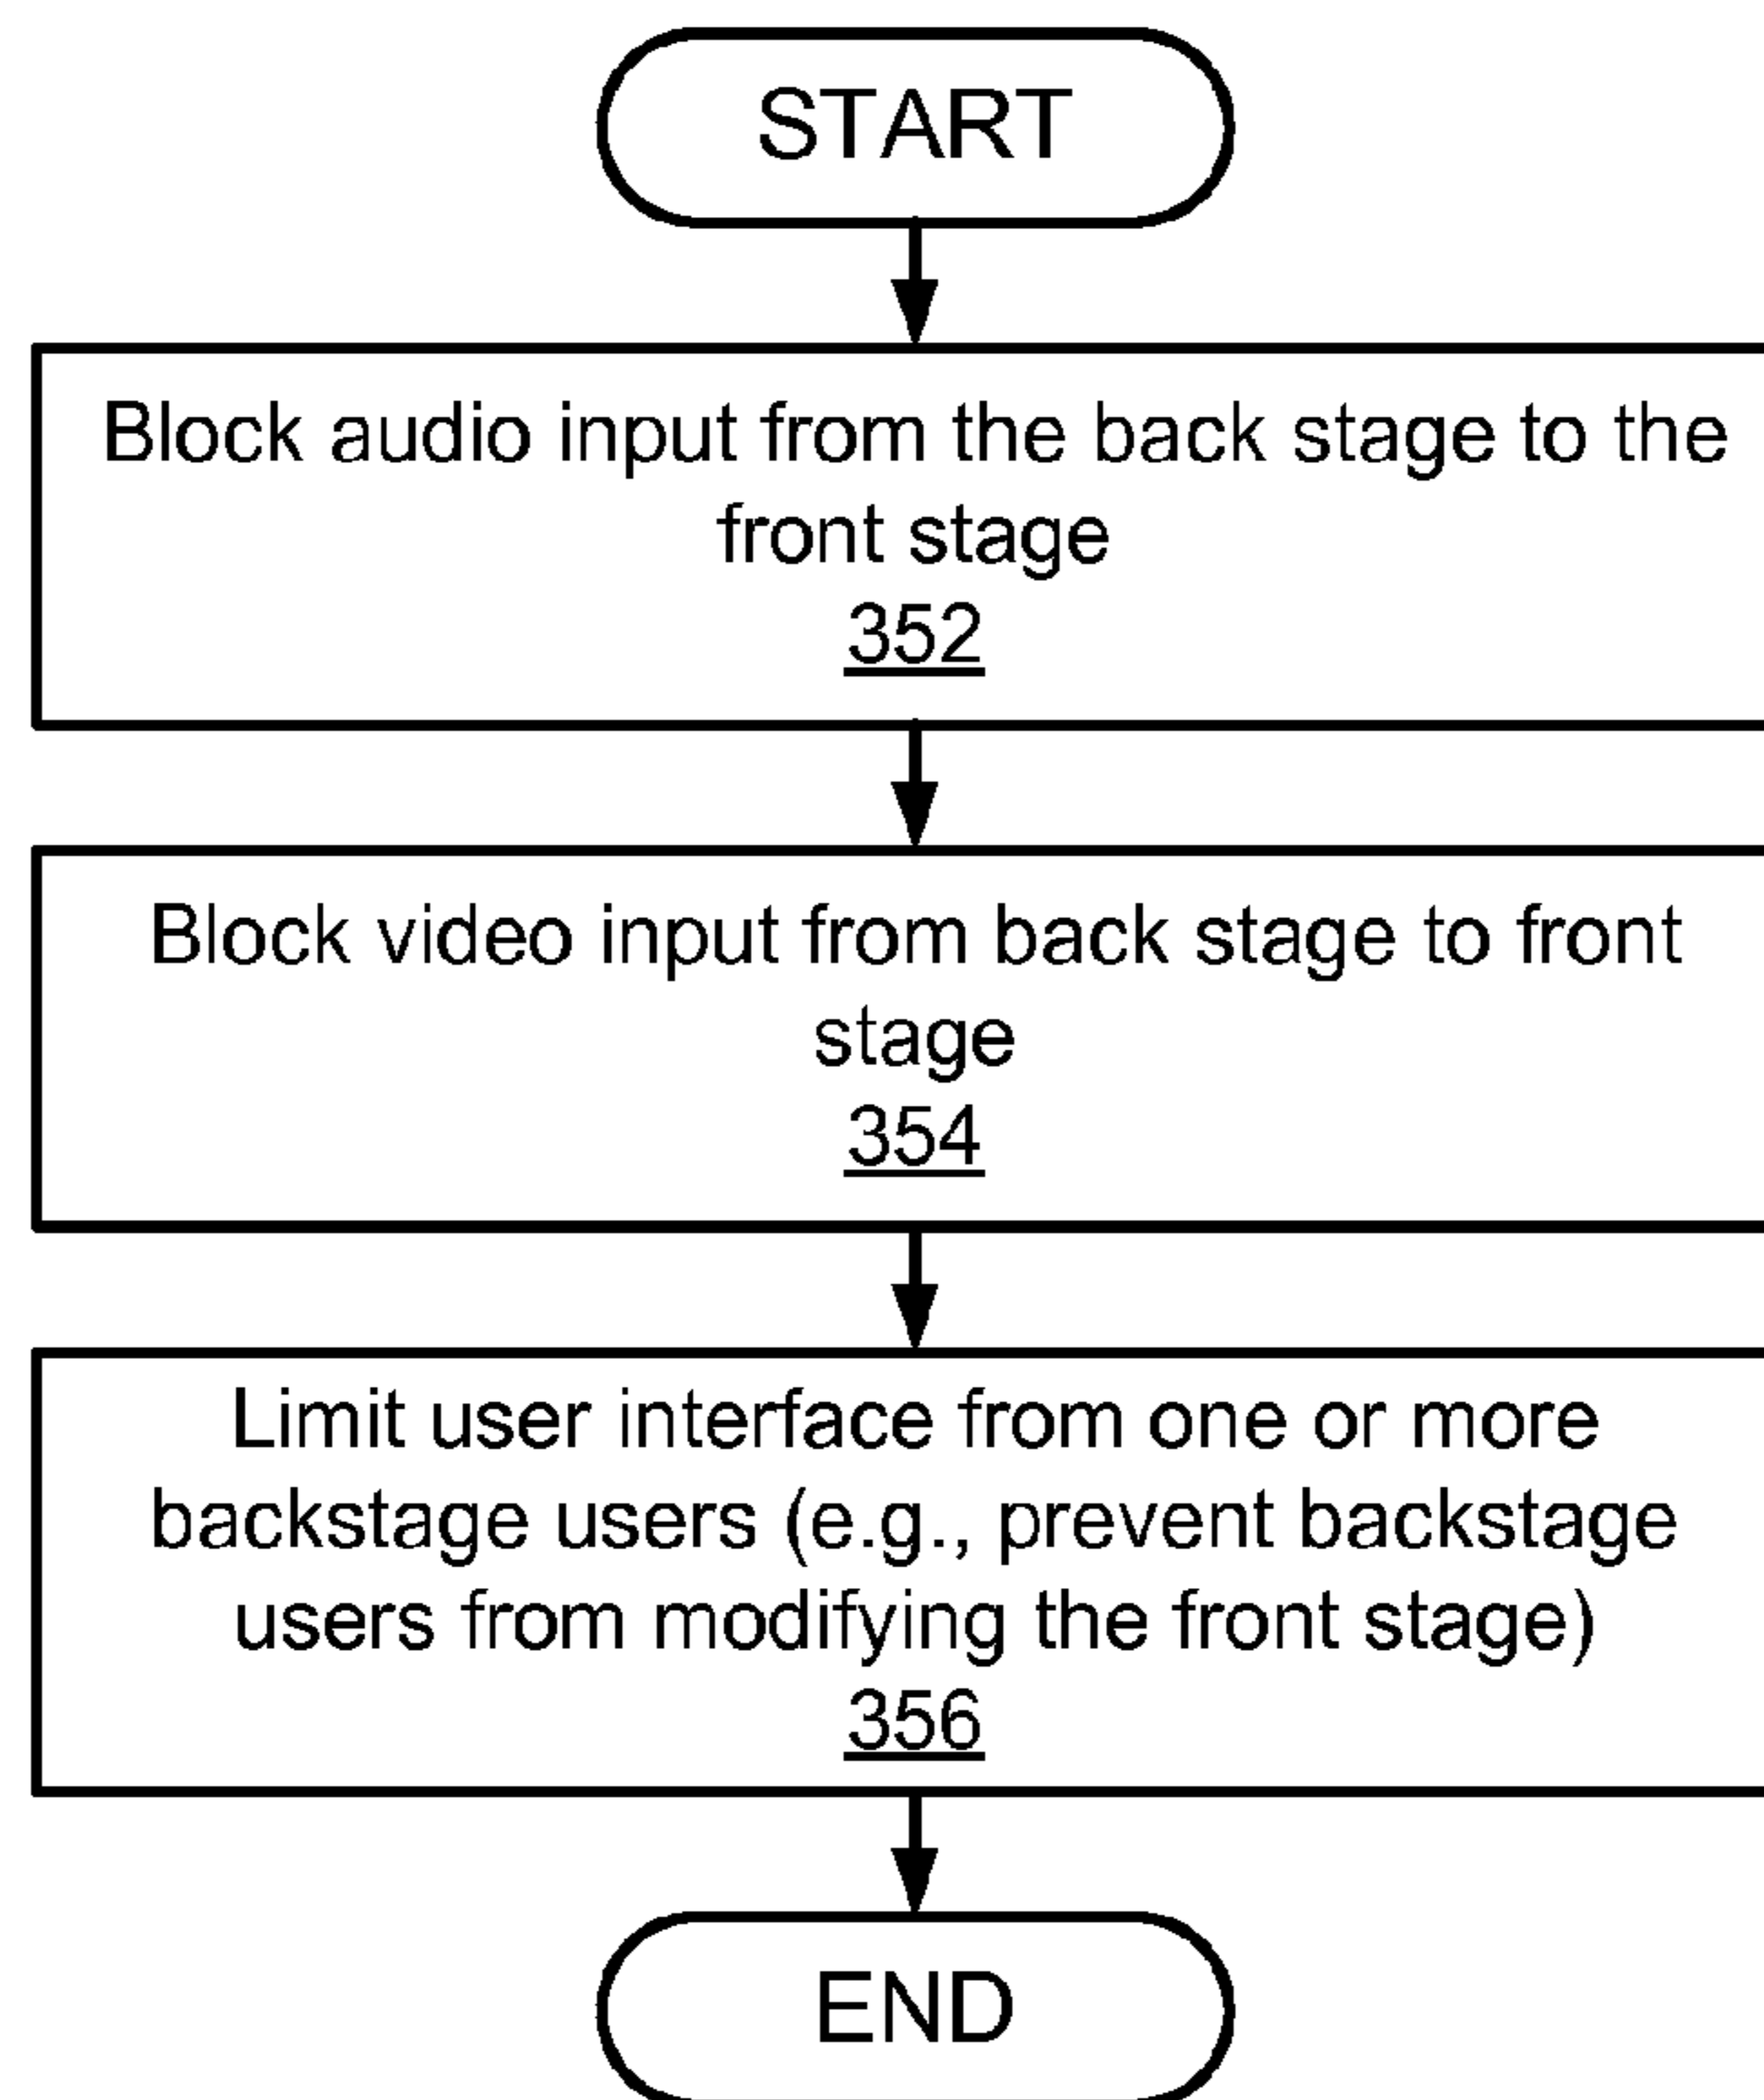 START
Block audio input from the back stage to the
front stage
352
Block video input from back stage to front
stage
354
Limit user interface from one or more
backstage users (e.g., prevent backstage
users from modifying the front stage)
356
END